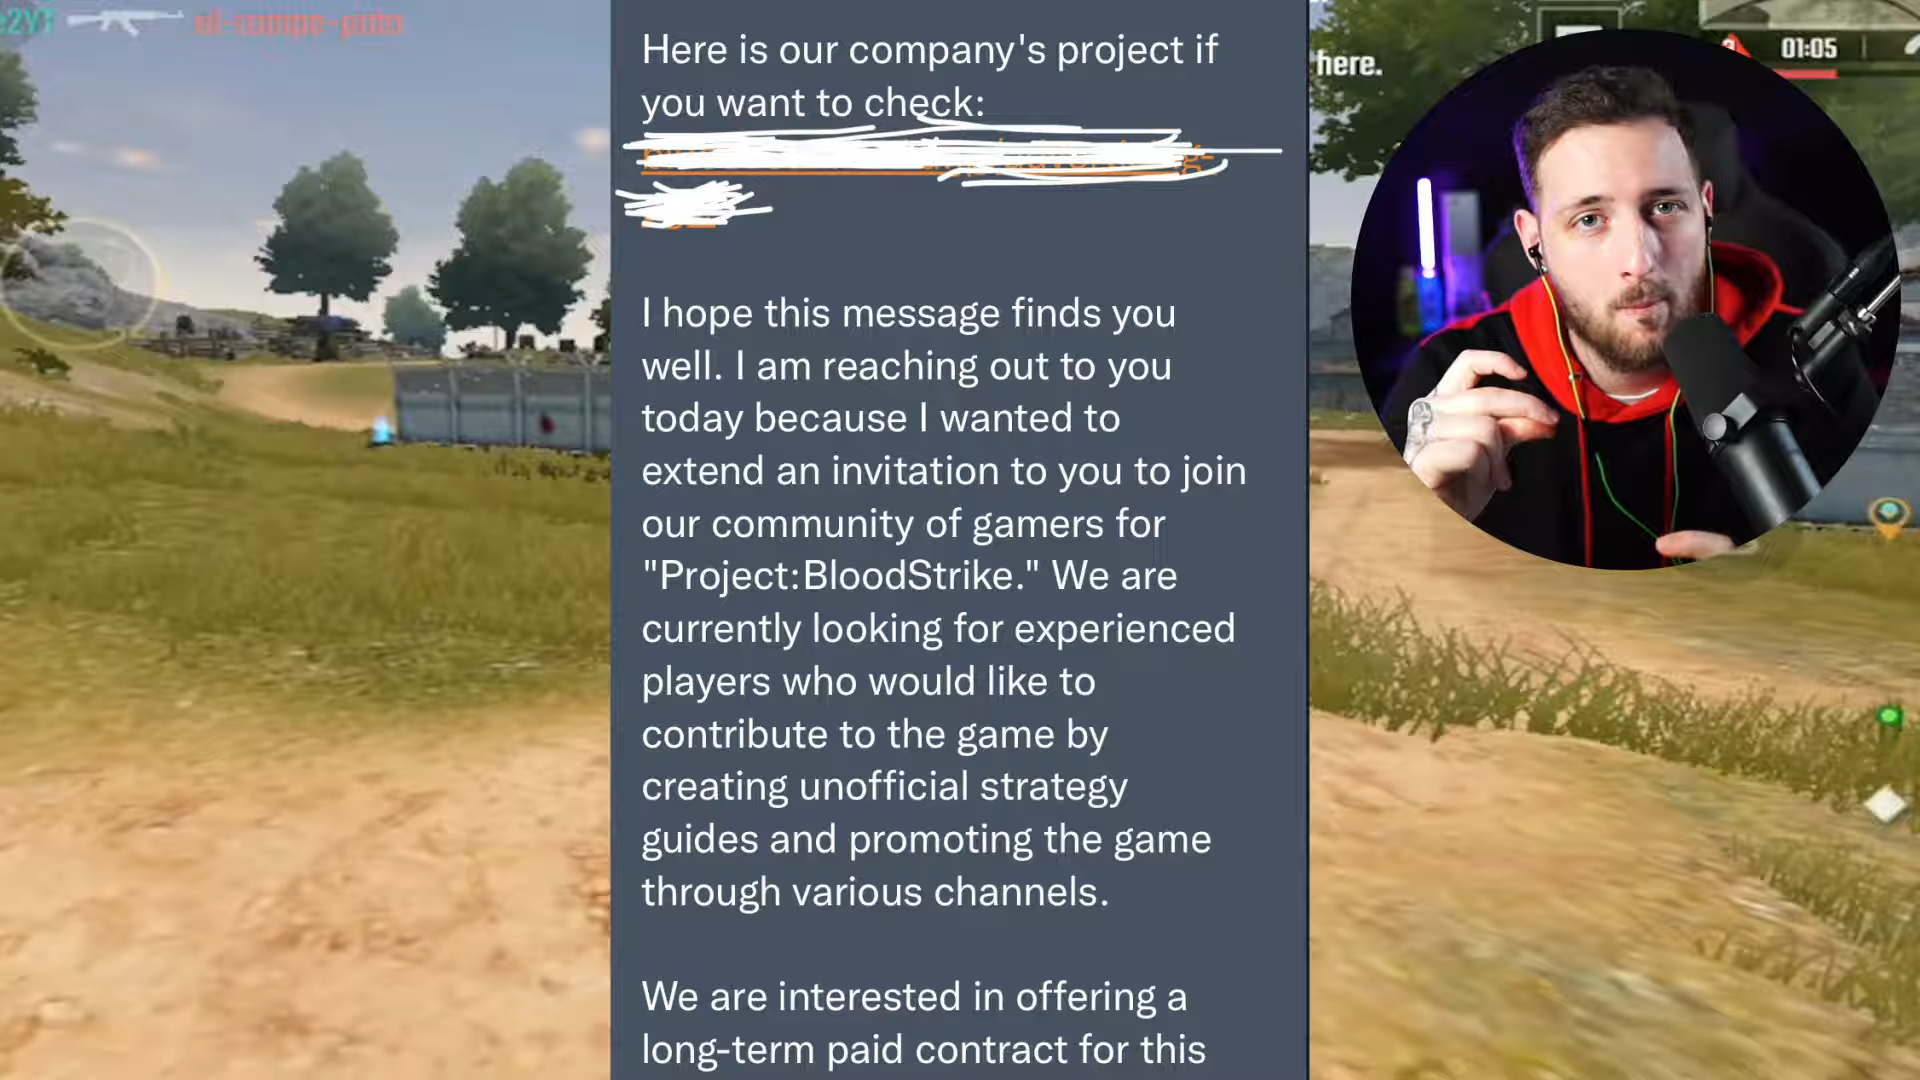 Here is our company's project if
you want to check:
I hope this message finds you
well. I am reaching out to you
today because I wanted to
extend an invitation to you to join
our community of gamers for
"Project:BloodStrike." We are
currently looking for experienced
players who would like to
contribute to the game by
creating unofficial strategy
guides and promoting the game
through various channels.
We are interested in offering a
long-term paid contract for this
here.
01:05